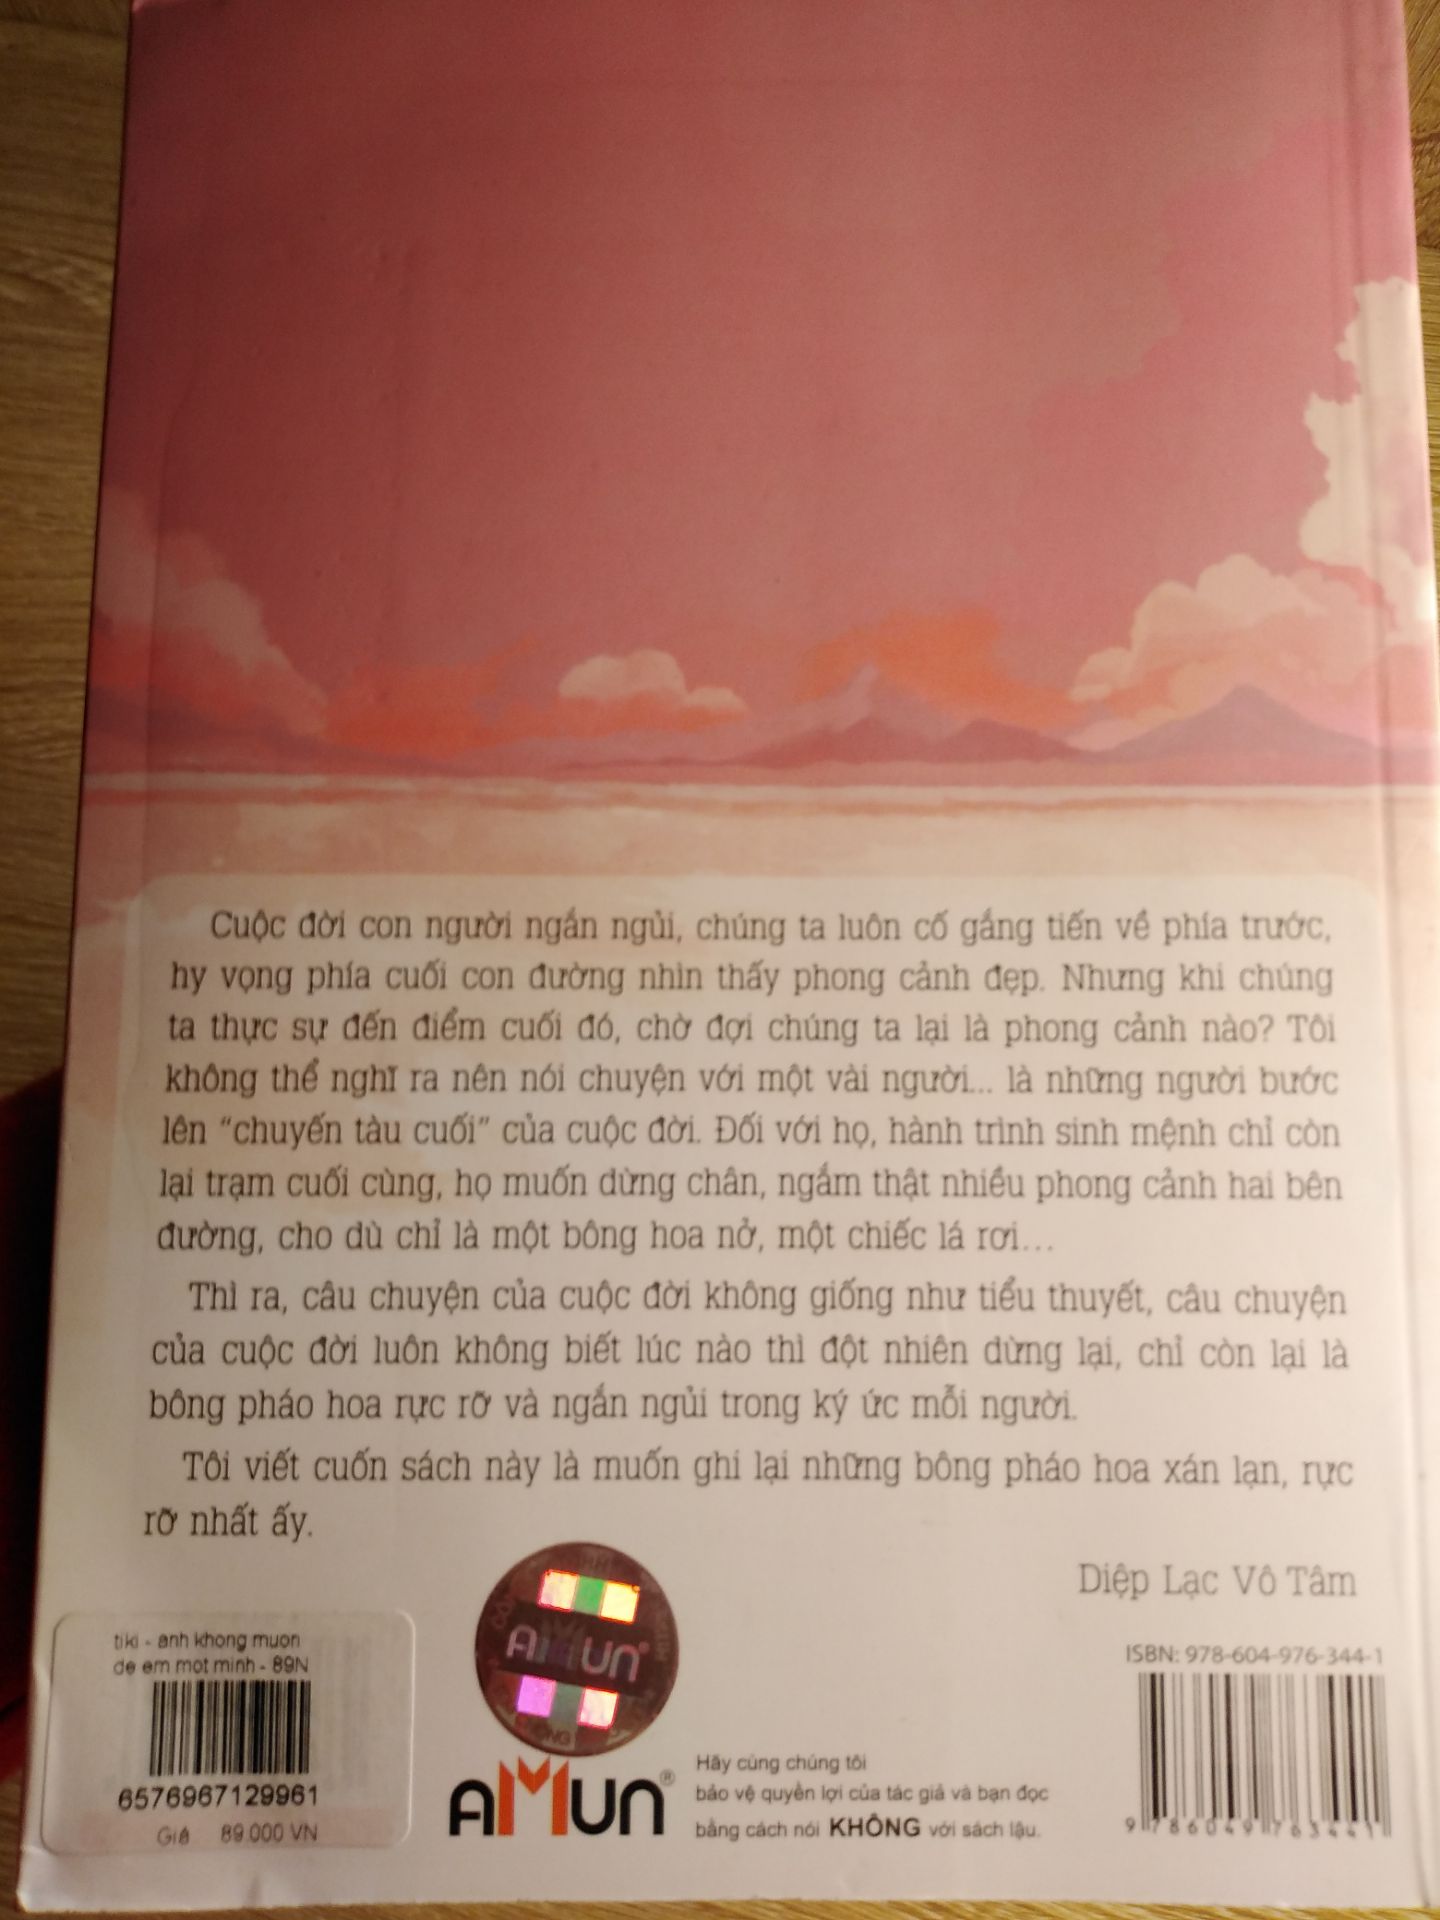 Cuộc đời con người ngắn ngủi, chúng ta luôn cố gắng tiến về phía trước,
hy vọng phía cuối con đường nhìn thấy phong cảnh đẹp. Nhưng khi chúng
ta thực sự đến điểm cuối đó, chờ đợi chúng ta lại là phong cảnh nào? Tôi
không thể nghĩ ra nên nói chuyện với một vài người... là những người bước
lên “chuyến tàu cuối” của cuộc đời. Đối với họ, hành trình sinh mệnh chỉ còn
lại trạm cuối cùng, họ muốn dừng chân, ngắm thật nhiều phong cảnh hai bên
đường, cho dù chỉ là một bông hoa nở, một chiếc lá rơi...
Thì ra, câu chuyện của cuộc đời không giống như tiểu thuyết, câu chuyện
của cuộc đời luôn không biết lúc nào thì đột nhiên dừng lại, chỉ còn lại là
bông pháo hoa rực rỡ và ngắn ngủi trong ký ức mỗi người.
Tôi viết cuốn sách này là muốn ghi lại những bông pháo hoa xán lạn, rực
rỡ nhất ấy.
Diệp Lạc Vô Tâm
tiki - anh khong muon
de em mot minh - 89N
6576967129961
Giá 89.000 VN
AMUN®
AMUN®
Hãy cùng chúng tôi
bảo vệ quyền lợi của tác giả và bạn đọc
bằng cách nói KHÔNG với sách lậu.
ISBN: 978-604-976-344-1
9 786049 763441